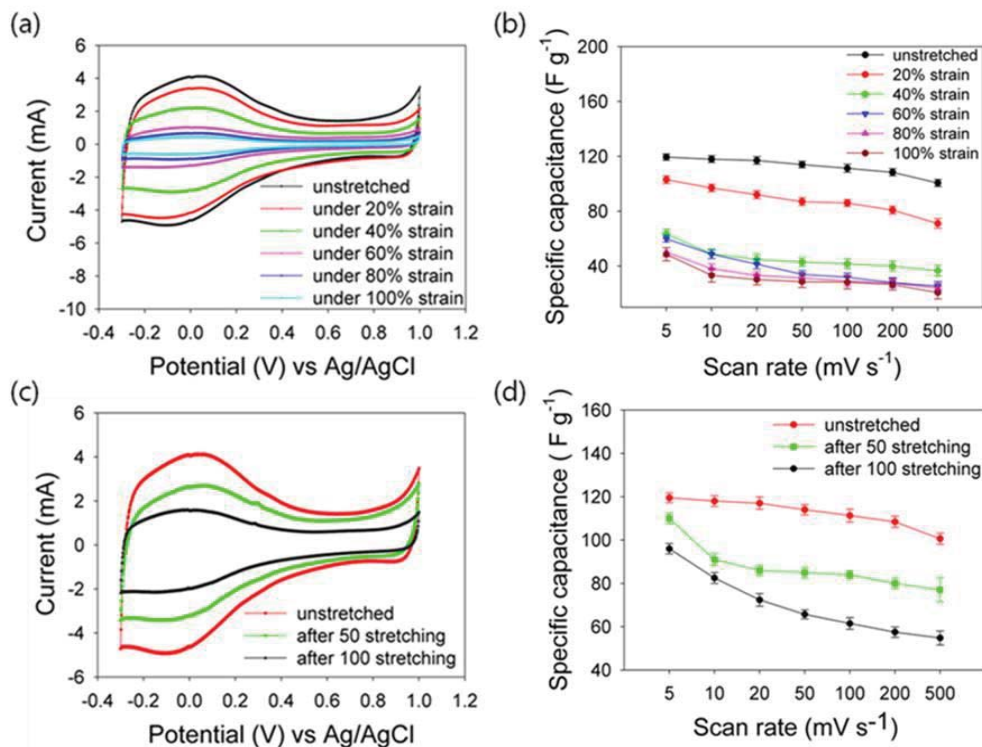 (a)
Current (mA)
6
4
2
0
-2
-4
-6
-8
-10
unstretched
under 20% strain
under 40% strain
under 60% strain
under 80% strain
under 100% strain
-0.4 -0.2 0.0 0.2 0.4 0.6 0.8 1.0 1.2
Potential (V) vs Ag/AgCl
(b)
Specific capacitance (F g⁻¹)
200
160
120
80
40
unstretched
20% strain
40% strain
60% strain
80% strain
100% strain
5 10 20 50 100 200 500
Scan rate (mV s⁻¹)
(c)
Current (mA)
6
4
2
0
-2
-4
-6
unstretched
after 50 stretching
after 100 stretching
-0.4 -0.2 0.0 0.2 0.4 0.6 0.8 1.0 1.2
Potential (V) vs Ag/AgCl
(d)
Specific capacitance ( F g⁻¹)
160
140
120
100
80
60
40
unstretched
after 50 stretching
after 100 stretching
5 10 20 50 100 200 500
Scan rate (mV s⁻¹)